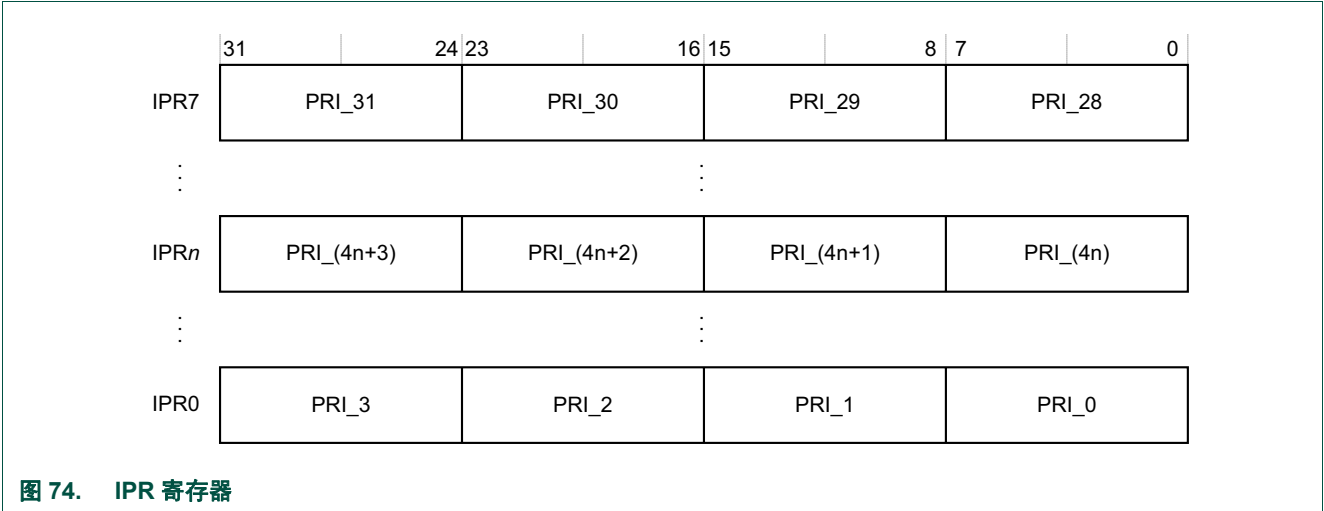 31 24 23 16 15 8 7 0
IPR7 PRI_31 PRI_30 PRI_29 PRI_28
IPRn PRI_(4n+3) PRI_(4n+2) PRI_(4n+1) PRI_(4n)
IPR0 PRI_3 PRI_2 PRI_1 PRI_0
图 74. IPR 寄存器